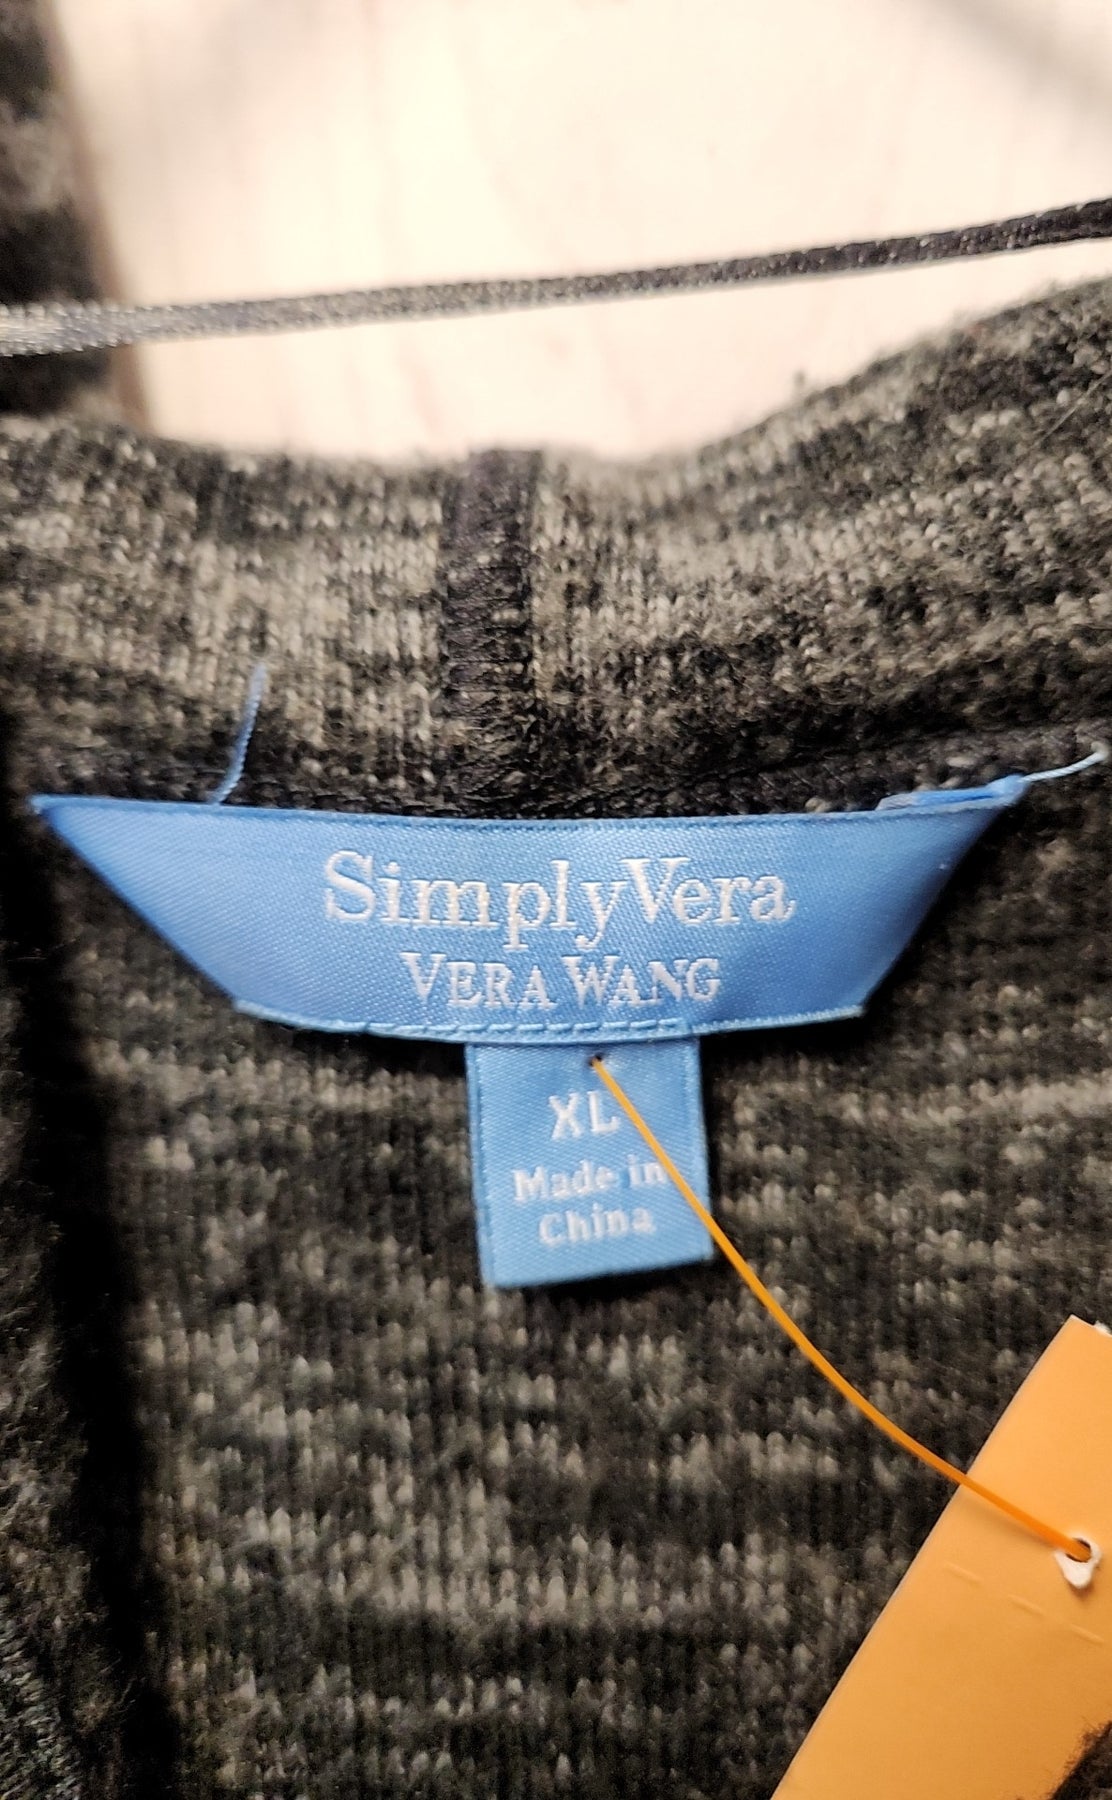 SimplyVera
VERA WANG
XL
Made in
China